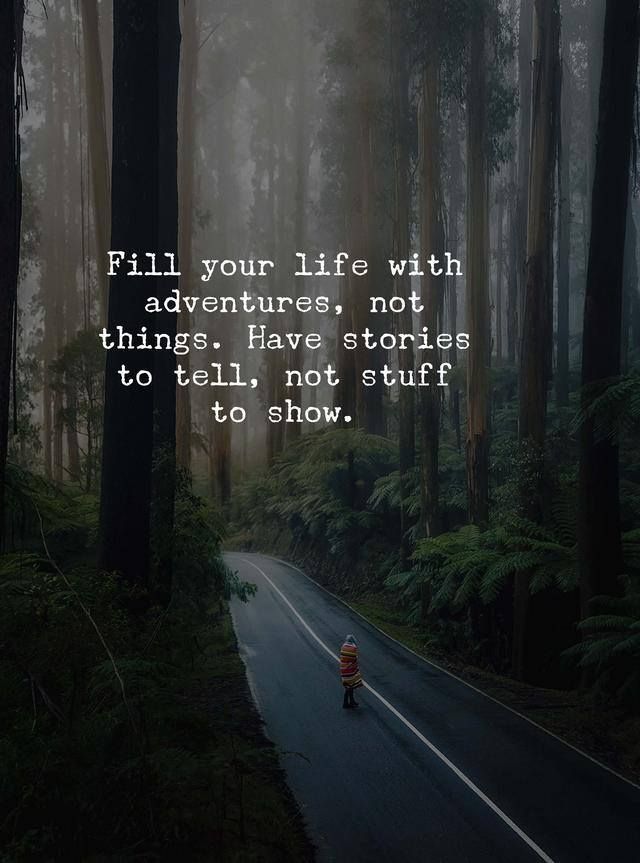 Fill your life with
adventures, not
things. Have stories
to tell, not stuff
to show.